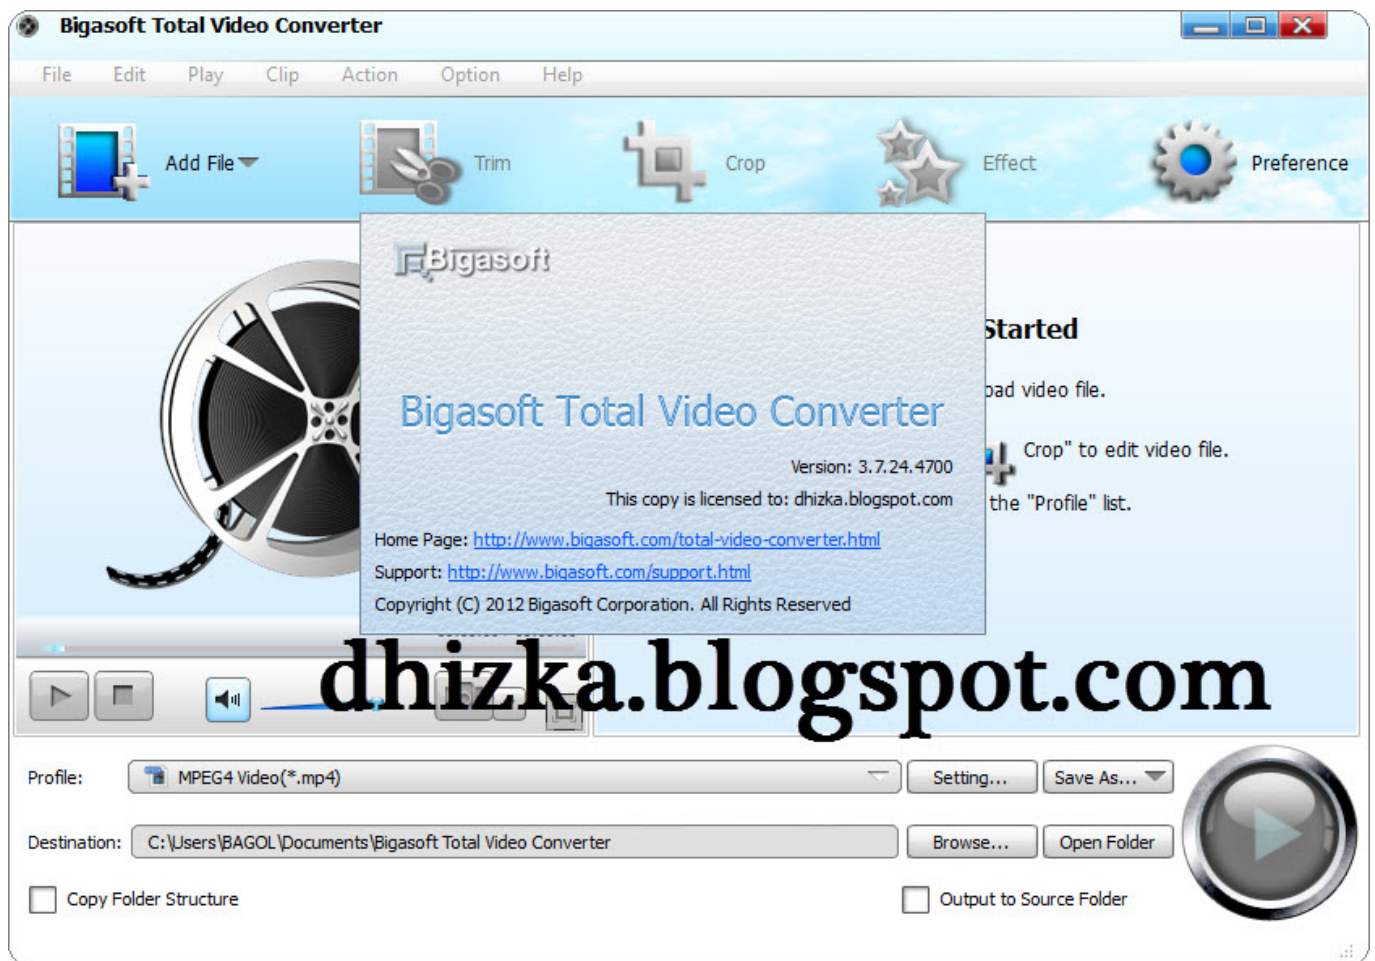 Bigasoft Total Video Converter
File Edit Play Clip Action Option Help
Add File Trim Crop Effect Preference
Bigasoft
Started
video file.
Bigasoft Total Video Converter
Crop" to edit video file.
Version: 3.7.24.4700
This copy is licensed to: dhizka.blogspot.com
the "Profile" list.
Home Page: http://www.bigasoft.com/total-video-converter.html
Support: http://www.bigasoft.com/support.html
Copyright (C) 2012 Bigasoft Corporation. All Rights Reserved
dhizka.blogspot.com
Profile: MPEG4 Video(*.mp4) Setting... Save As...
Destination: C:\Users\BAGOL\Documents\Bigasoft Total Video Converter Browse... Open Folder
Copy Folder Structure Output to Source Folder